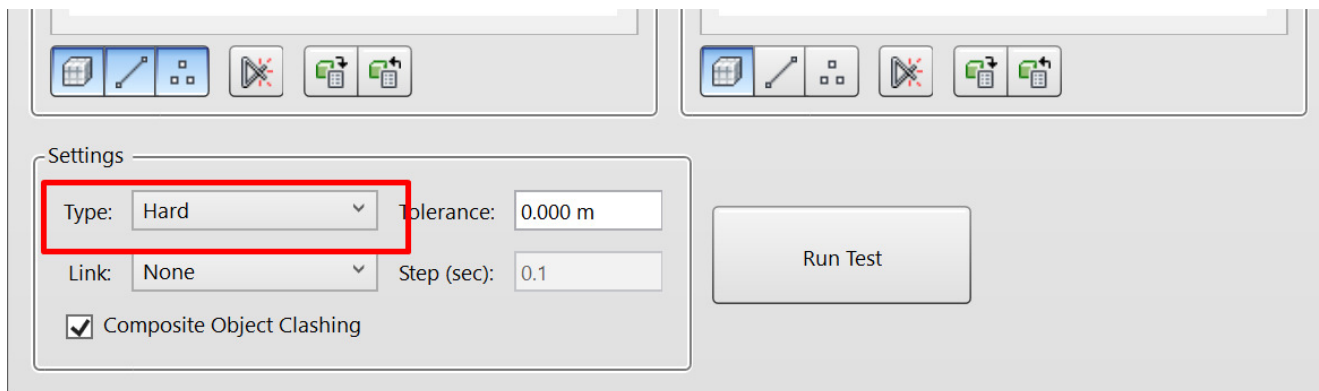 Settings
Type: Hard Tolerance: 0.000 m
Link: None Step (sec): 0.1
Composite Object Clashing
Run Test